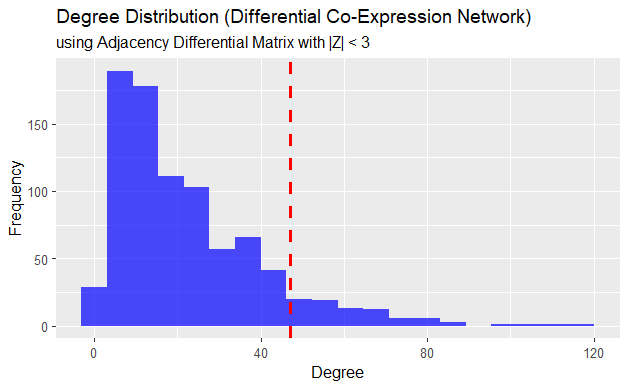 Degree Distribution (Differential Co-Expression Network)
using Adjacency Differential Matrix with |Z| < 3
Frequency
150
100
50
0
0 40 80 120
Degree